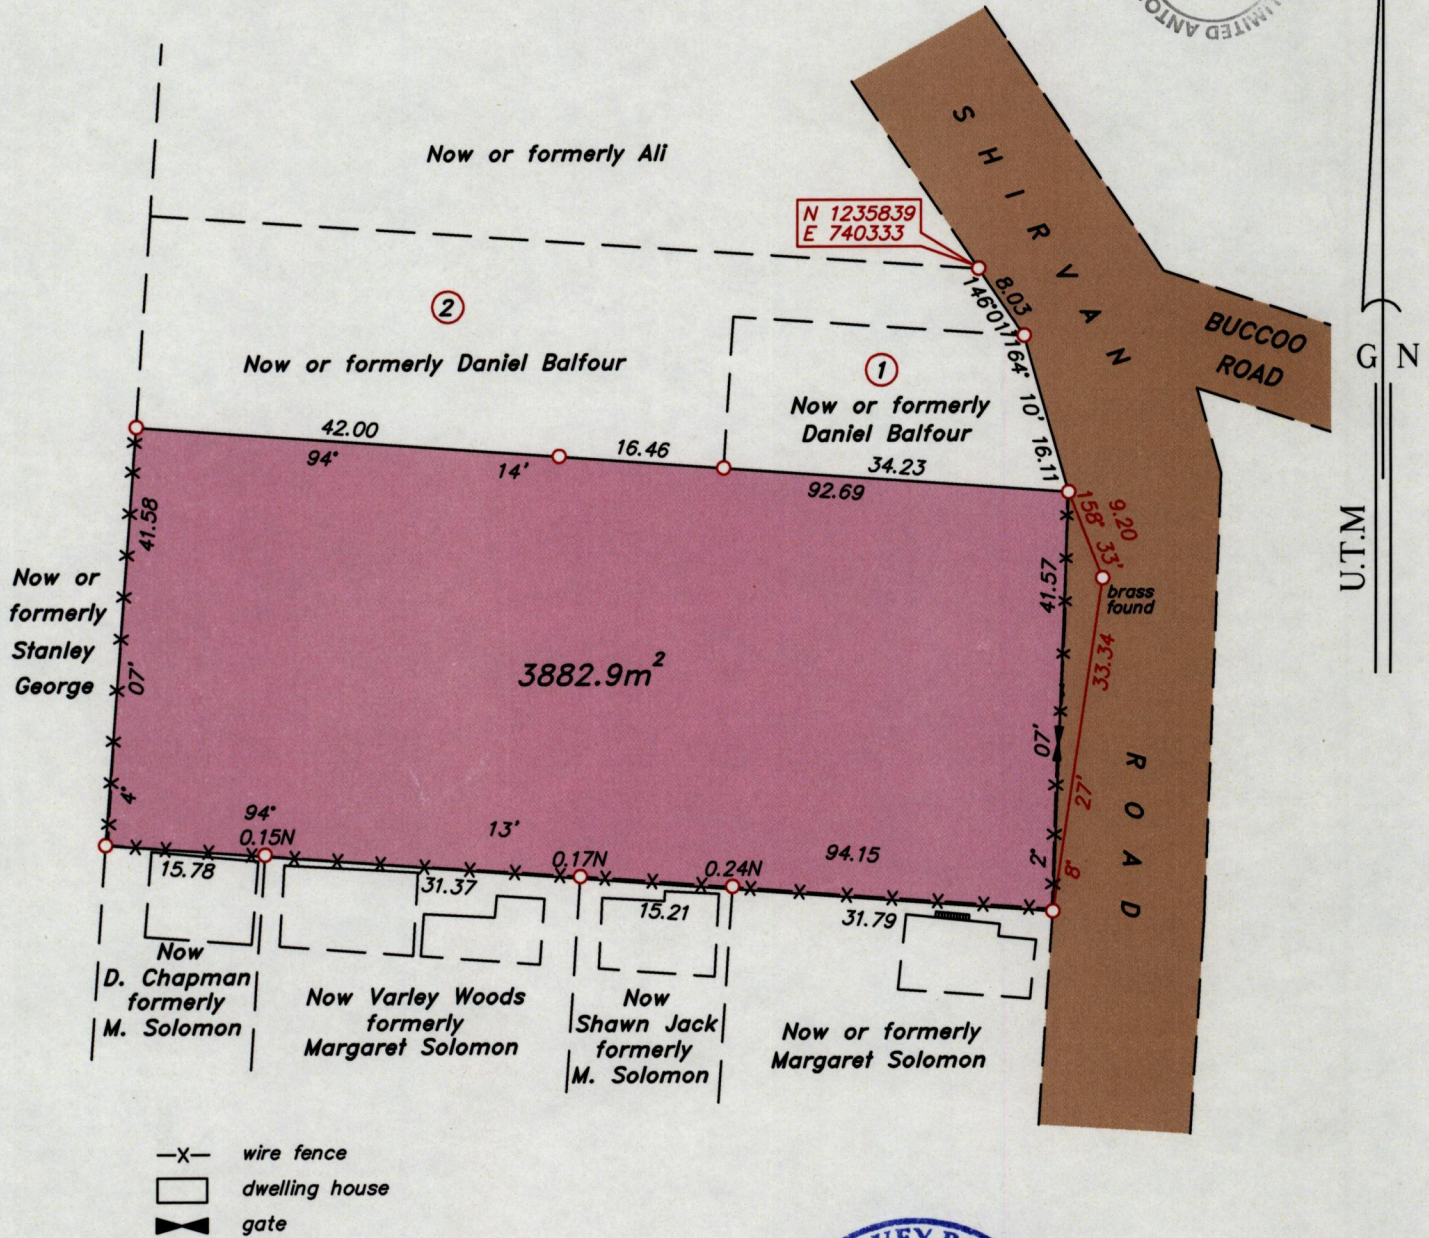 LIMITED ANTO
S H I R V A N
Now or formerly Ali
N 1235839
E 740333
8.03
146°01'
164° 10' 16.11
BUCCOO
ROAD
G N
U.T.M
2
Now or formerly Daniel Balfour
1
Now or formerly
Daniel Balfour
42.00
94° 14'
16.46
34.23
92.69
9.20
158° 33'
brass
found
33.34
27'
8°
R O A D
41.58
07'
4°
41.57
07'
2°
Now or
formerly
Stanley
George
3882.9m²
94° 13'
94.15
0.15N
0.17N
0.24N
15.78
31.37
15.21
31.79
Now
D. Chapman
formerly
M. Solomon
Now Varley Woods
formerly
Margaret Solomon
Now
Shawn Jack
formerly
M. Solomon
Now or formerly
Margaret Solomon
wire fence
dwelling house
gate